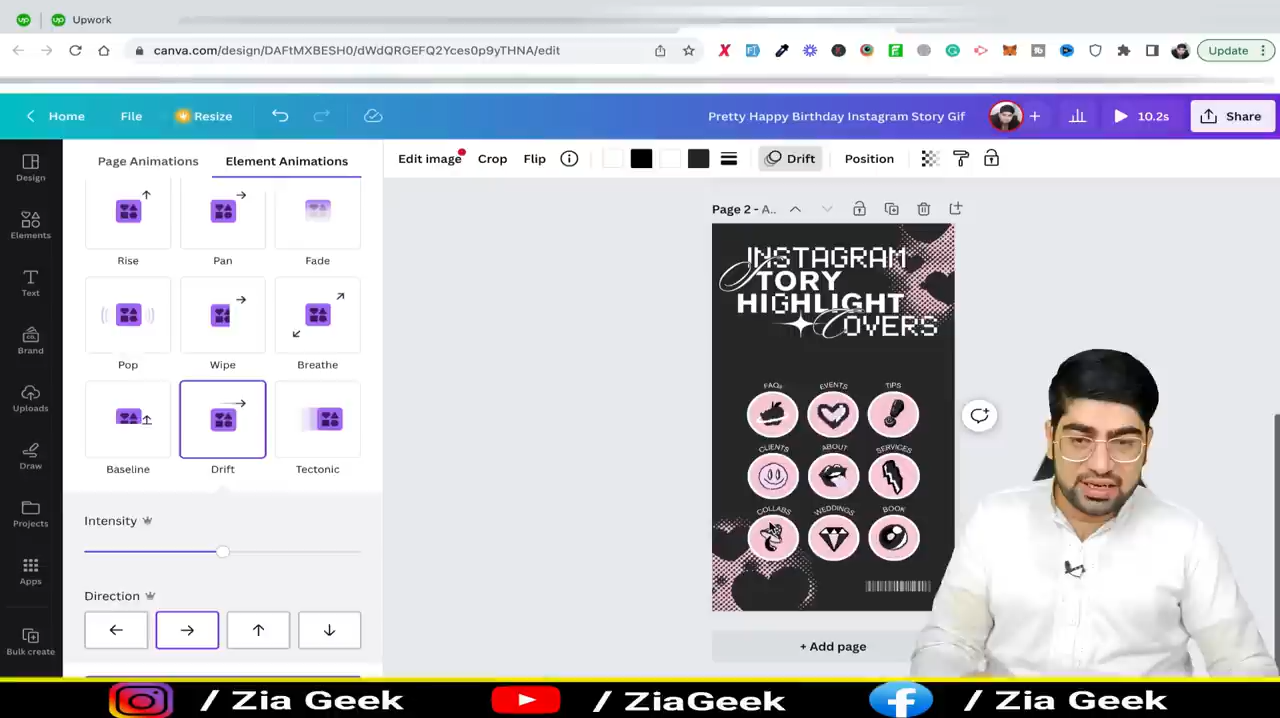 Upwork
canva.com/design/DAFtMXBESH0/dWdQRGEFQ2Yces0p9yTHNA/edit
Update
Home
File
Resize
Pretty Happy Birthday Instagram Story Gif
10.2s
Share
Design
Elements
Text
Brand
Uploads
Draw
Projects
Apps
Bulk create
Page Animations
Element Animations
Rise
Pan
Fade
Pop
Wipe
Breathe
Baseline
Drift
Tectonic
Intensity
Direction
Edit image
Crop
Flip
Drift
Position
Page 2 - A..
INSTAGRAM
STORY
HIGHLIGHT
COVERS
FAQs
EVENTS
TIPS
CLIENTS
ABOUT
SERVICES
COLLABS
WEDDINGS
BOOK
+ Add page
/ Zia Geek
/ ZiaGeek
/ Zia Geek